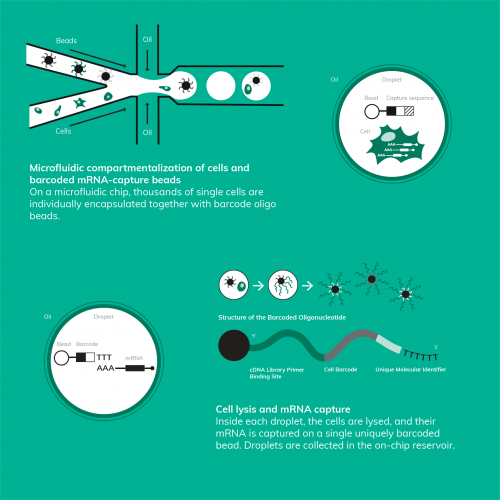 Beads
Oil
Cells
Oil
Microfluidic compartmentalization of cells and
barcoded mRNA-capture beads
On a microfluidic chip, thousands of single cells are
individually encapsulated together with barcode oligo
beads.
Oil
Droplet
Bead Capture sequence
Cell
AAA
AAA
AAA
Oil
Droplet
Bead Barcode
TTT
mRNA
AAA
Structure of the Barcoded Oligonucleotide
5'
3'
cDNA Library Primer
Binding Site
Cell Barcode
Unique Molecular Identifier
Cell lysis and mRNA capture
Inside each droplet, the cells are lysed, and their
mRNA is captured on a single uniquely barcoded
bead. Droplets are collected in the on-chip reservoir.